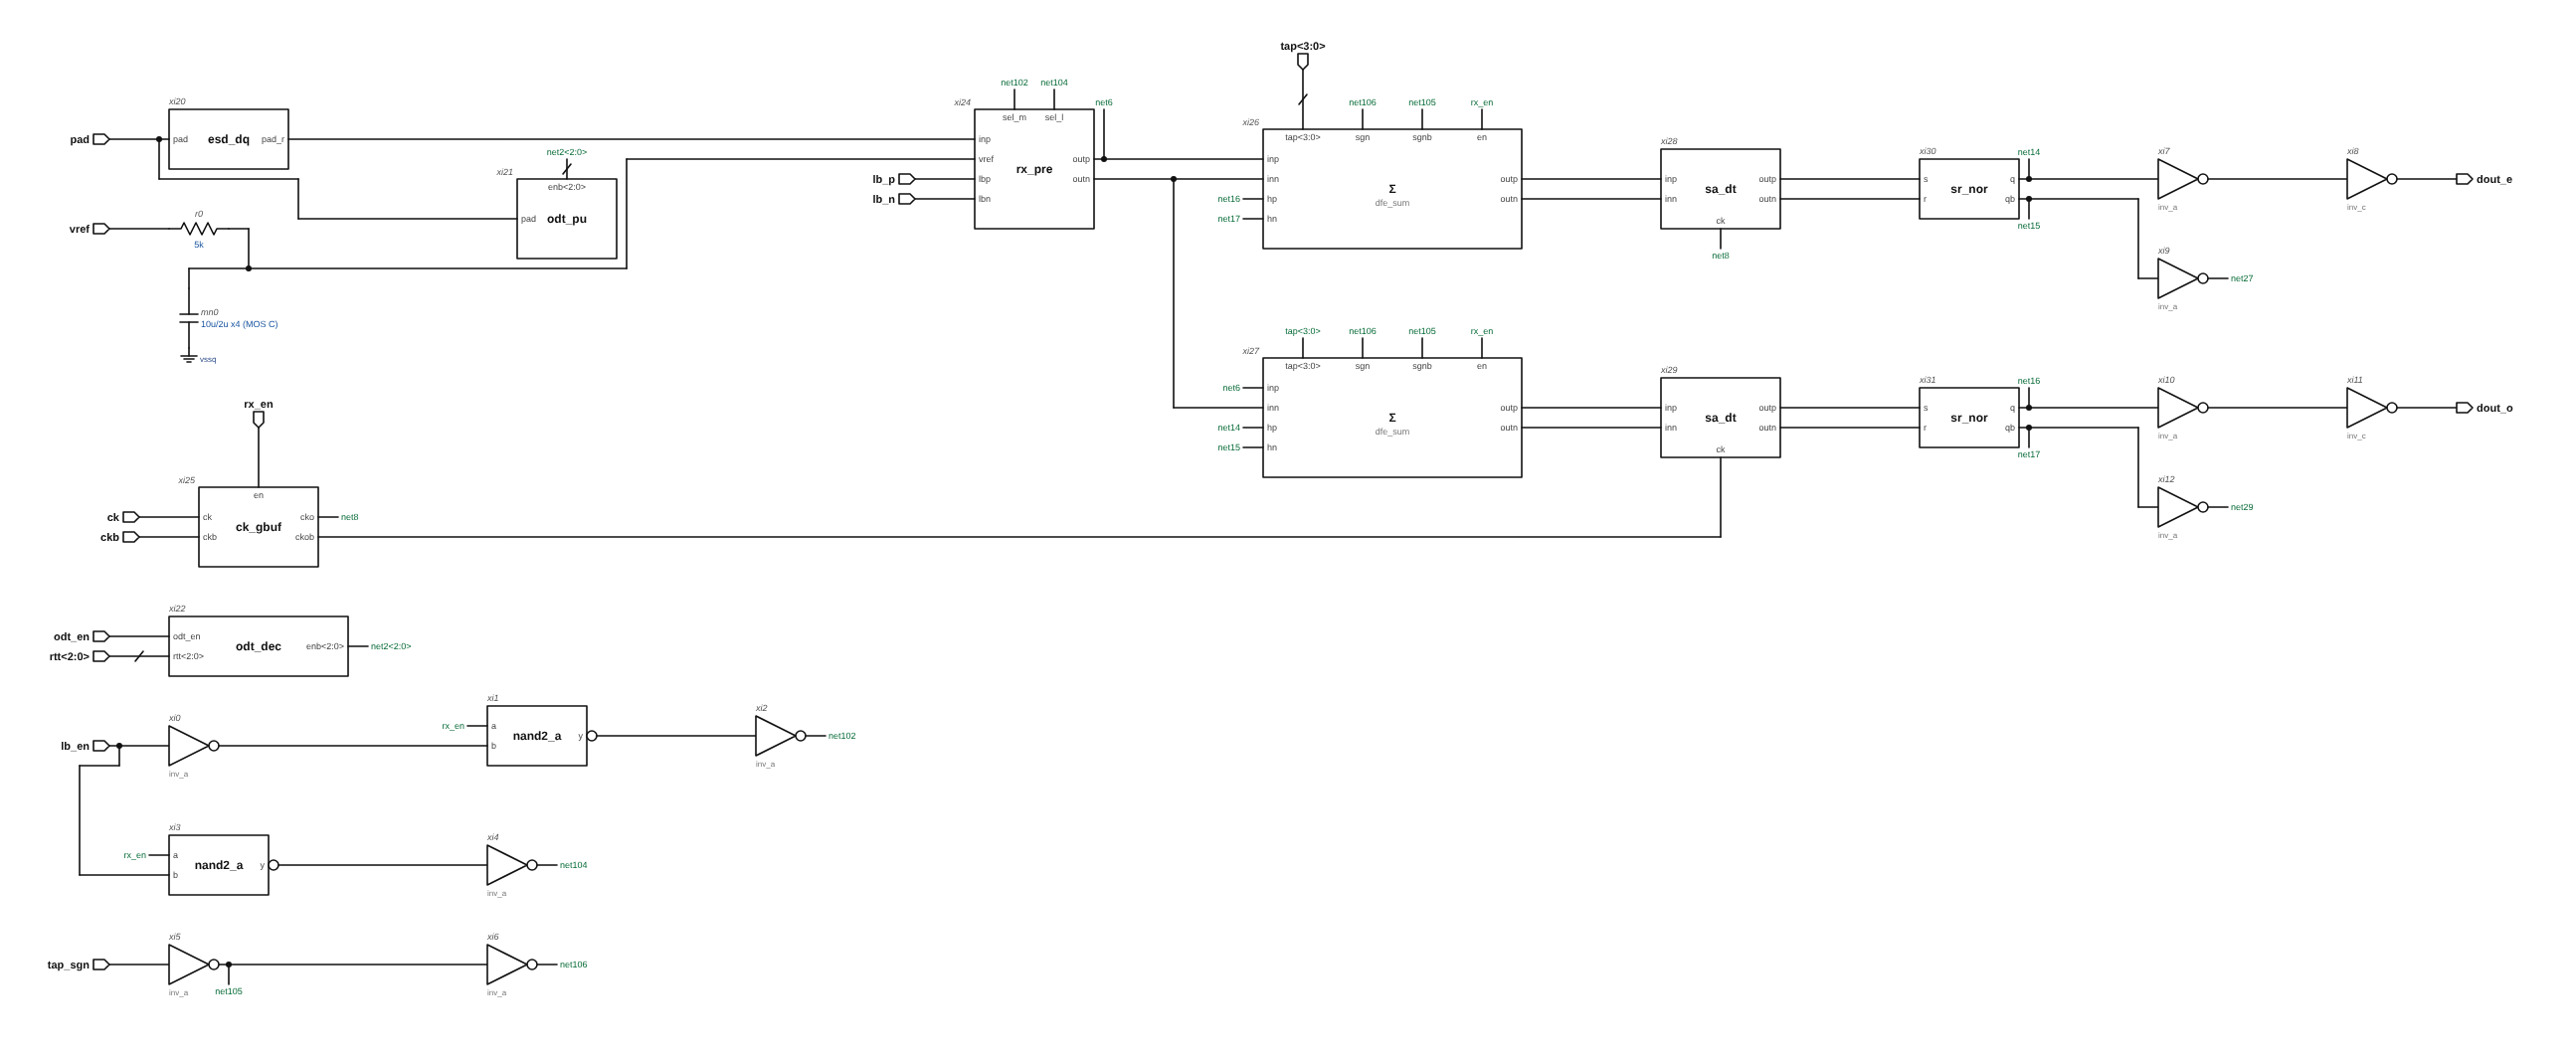 tap<3:0>
net102 net104
xi20
xi24
net6
net106 net105 rx_en
pad
pad esd_dq pad_r
sel_m sel_l
xi26
tap<3:0> sgn sgnb en
inp
vref
lbp
lbn
rx_pre
outp
outn
net2<2:0>
xi21
enb<2:0>
pad odt_pu
lb_p
lb_n
net16
net17
inp
inn
hp
hn
Σ
dfe_sum
outp
outn
xi28
inp
inn
sa_dt
outp
outn
ck
net8
xi30
s
r
sr_nor
q
qb
net14
net15
xi7
inv_a
xi8
inv_c
dout_e
xi9
net27
inv_a
vref
r0
5k
mn0
10u/2u x4 (MOS C)
vssq
tap<3:0> net106 net105 rx_en
xi27
tap<3:0> sgn sgnb en
net6
net14
net15
inp
inn
hp
hn
Σ
dfe_sum
outp
outn
xi29
inp
inn
sa_dt
outp
outn
ck
xi31
s
r
sr_nor
q
qb
net16
net17
xi10
inv_a
xi11
inv_c
dout_o
xi12
net29
inv_a
rx_en
xi25
en
ck
ckb
ck
ckb
ck_gbuf
cko
ckob
net8
xi22
odt_en
rtt<2:0>
odt_en
rtt<2:0>
odt_dec
enb<2:0>
net2<2:0>
xi0
lb_en
inv_a
xi1
rx_en
a
b
nand2_a
y
xi2
net102
inv_a
xi3
rx_en
a
b
nand2_a
y
xi4
net104
inv_a
xi5
tap_sgn
inv_a
net105
xi6
net106
inv_a